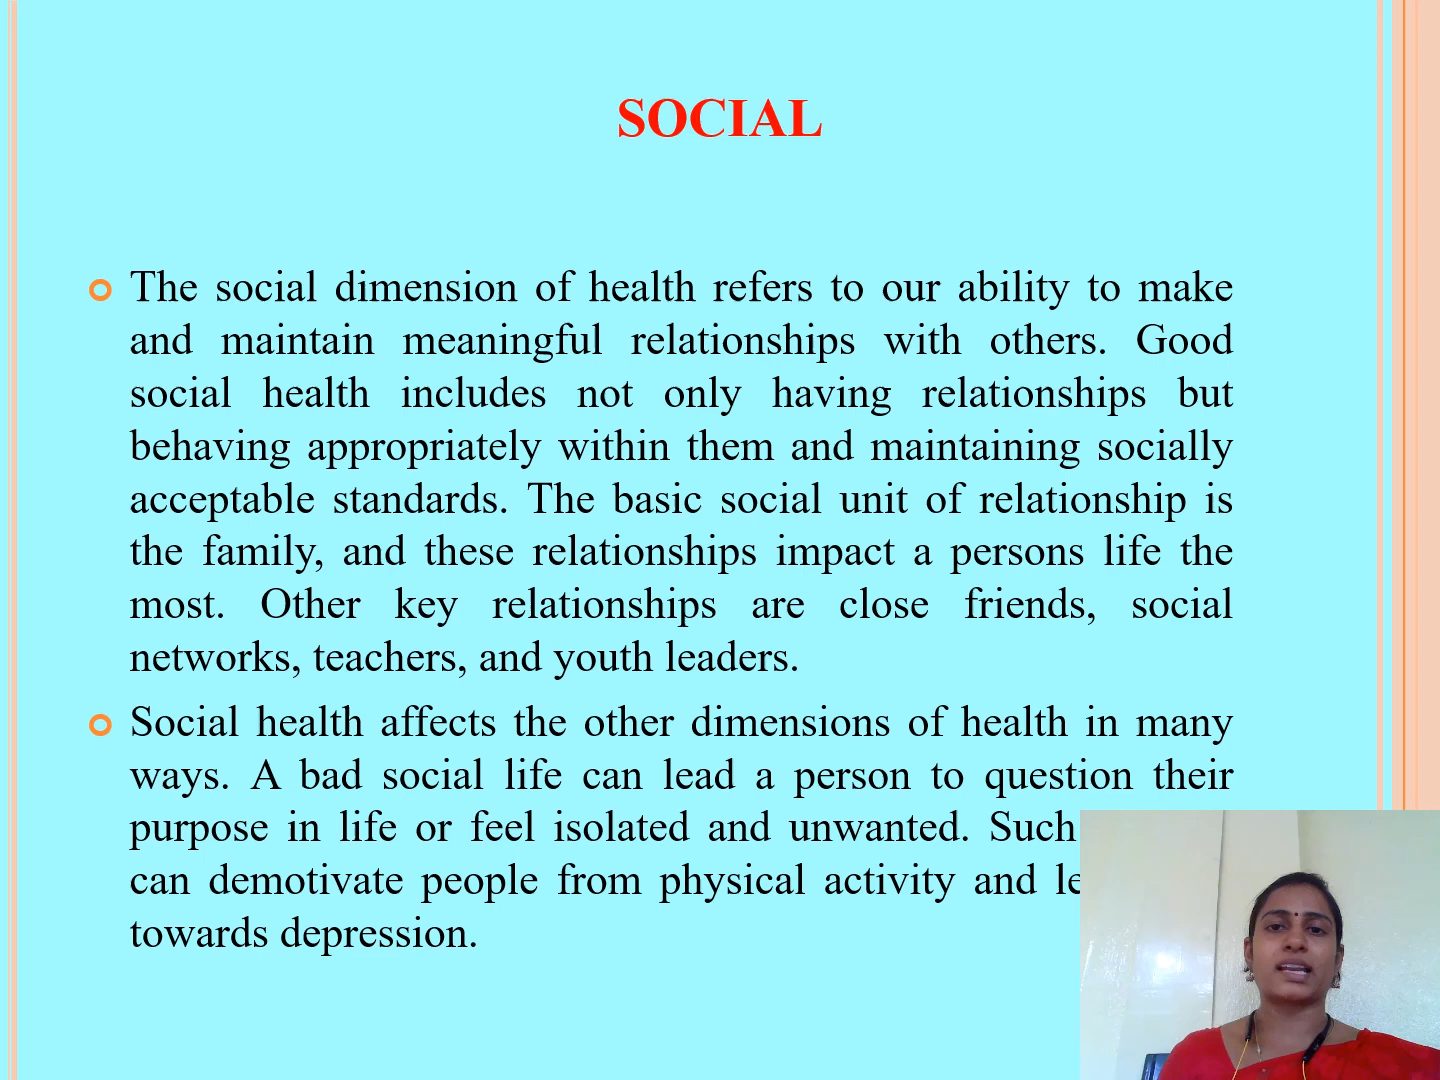 SOCIAL
The social dimension of health refers to our ability to make
and maintain meaningful relationships with others. Good
social health includes not only having relationships but
behaving appropriately within them and maintaining socially
acceptable standards. The basic social unit of relationship is
the family, and these relationships impact a persons life the
most. Other key relationships are close friends, social
networks, teachers, and youth leaders.
Social health affects the other dimensions of health in many
ways. A bad social life can lead a person to question their
purpose in life or feel isolated and unwanted. Such
can demotivate people from physical activity and
towards depression.